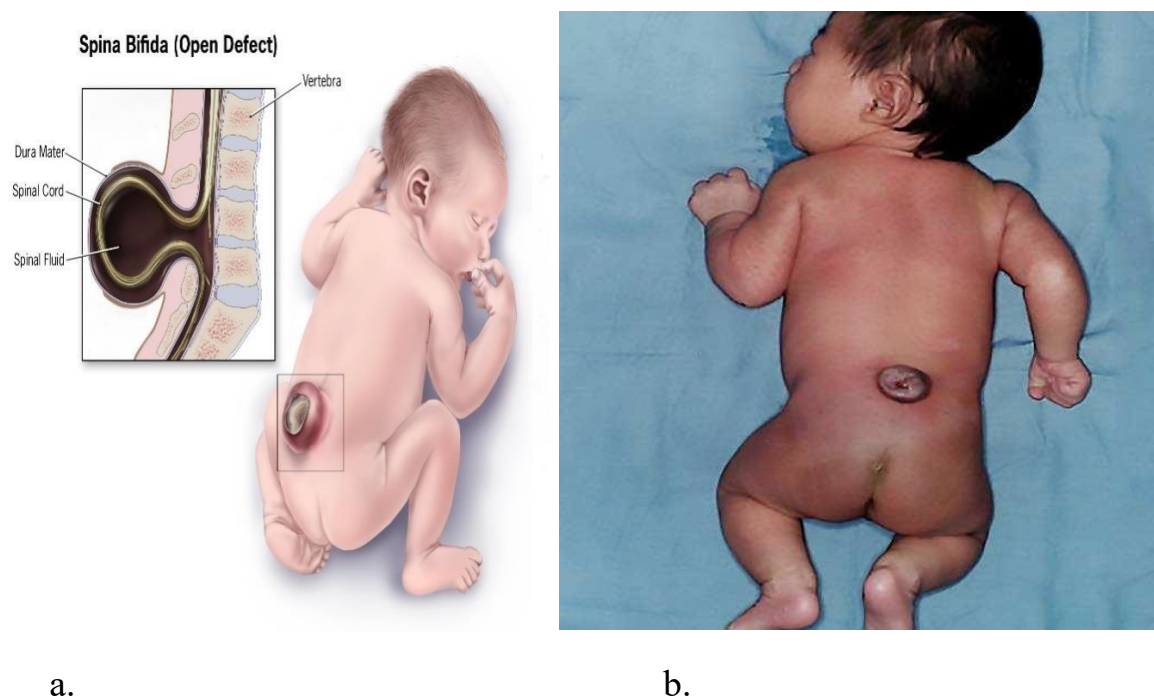 Spina Bifida (Open Defect)
Vertebra
Dura Mater
Spinal Cord
Spinal Fluid
a.
b.